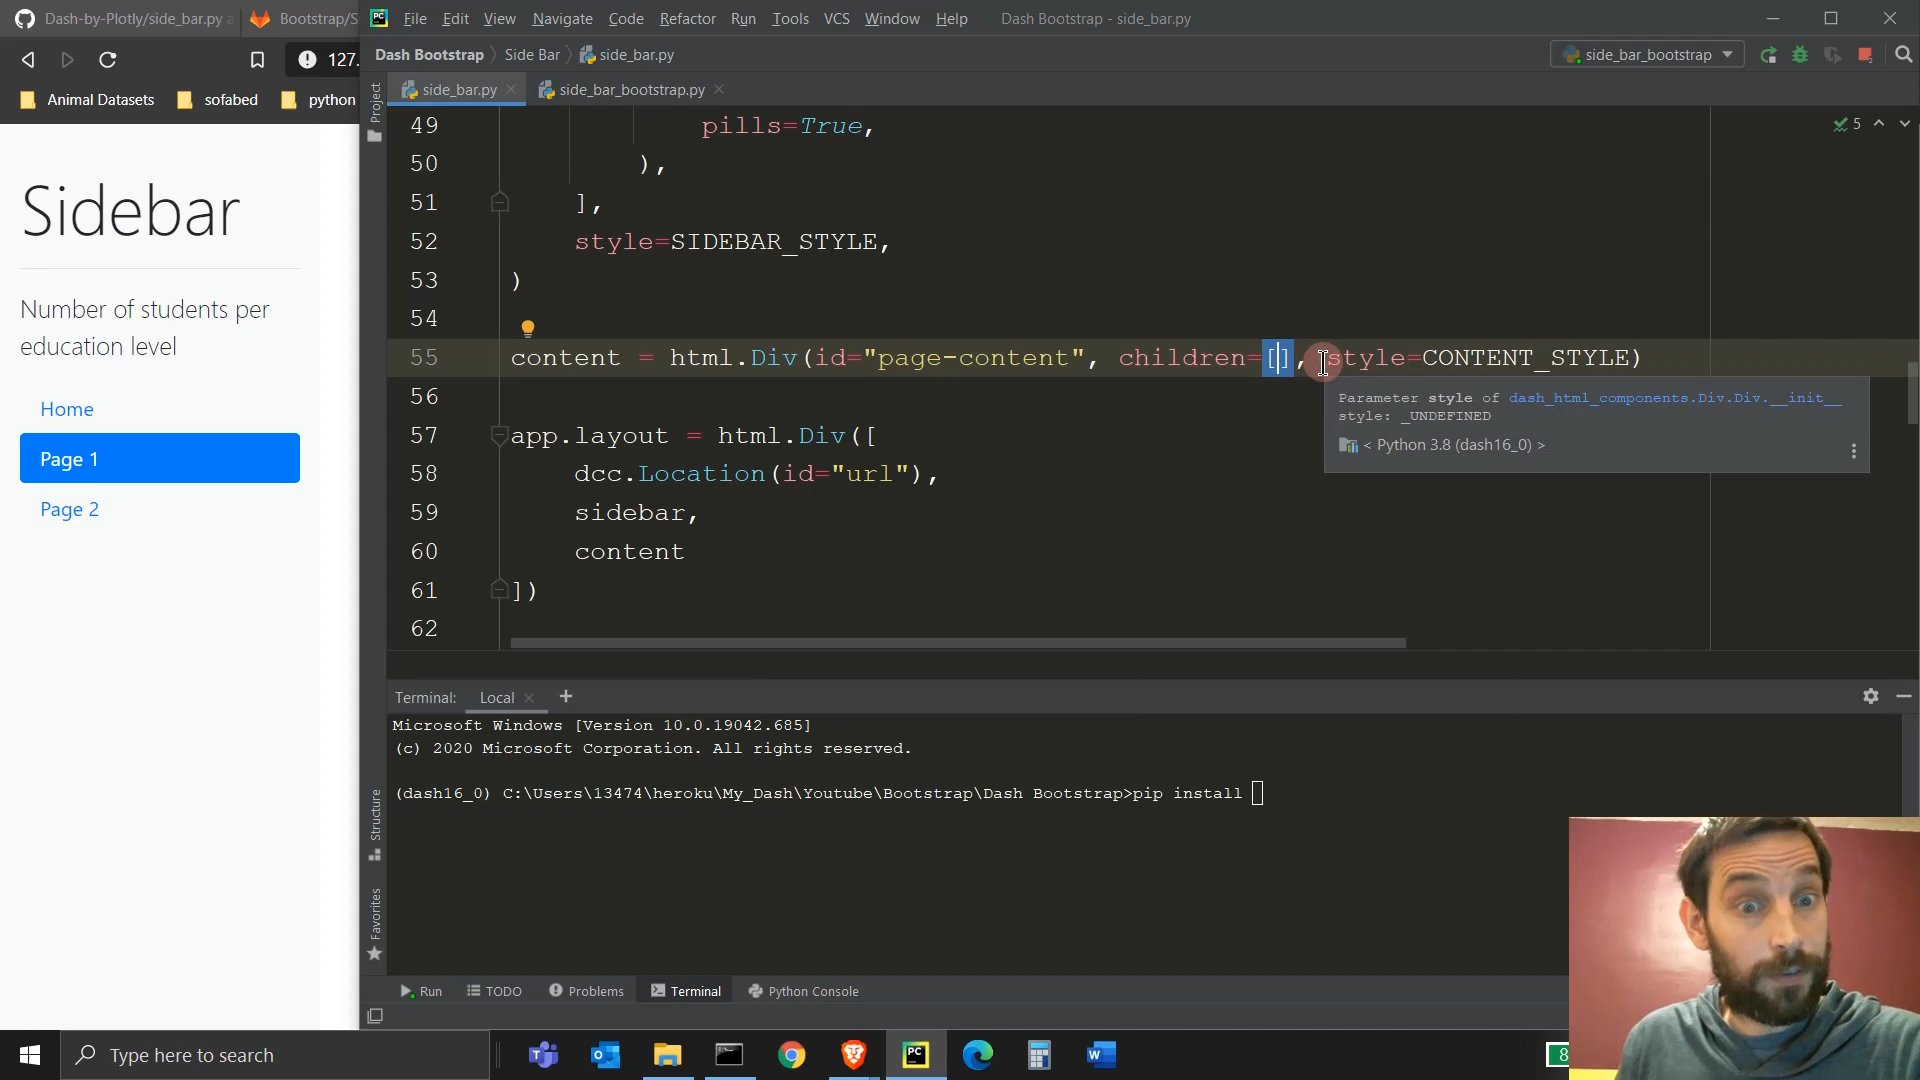 Dash-by-Plotly/side_bar.py a
Bootstrap/S
PC File Edit View Navigate Code Refactor Run Tools VCS Window Help Dash Bootstrap - side_bar.py
127.
Dash Bootstrap Side Bar side_bar.py side_bar_bootstrap
Animal Datasets sofabed python
Project
side_bar.py side_bar_bootstrap.py
5
49 pills=True,
50 ),
51 ],
52 style=SIDEBAR_STYLE,
53 )
54
55 content = html.Div(id="page-content", children=[], style=CONTENT_STYLE)
56
57 app.layout = html.Div([
58 dcc.Location(id="url"),
59 sidebar,
60 content
61 ])
62
Parameter style of dash_html_components.Div.Div.__init__
style: _UNDEFINED
< Python 3.8 (dash16_0) >
Sidebar
Number of students per
education level
Home
Page 1
Page 2
Terminal: Local
Microsoft Windows [Version 10.0.19042.685]
(c) 2020 Microsoft Corporation. All rights reserved.
(dash16_0) C:\Users\13474\heroku\My_Dash\Youtube\Bootstrap\Dash Bootstrap>pip install
Structure
Favorites
Run TODO Problems Terminal Python Console
Type here to search
PC
8